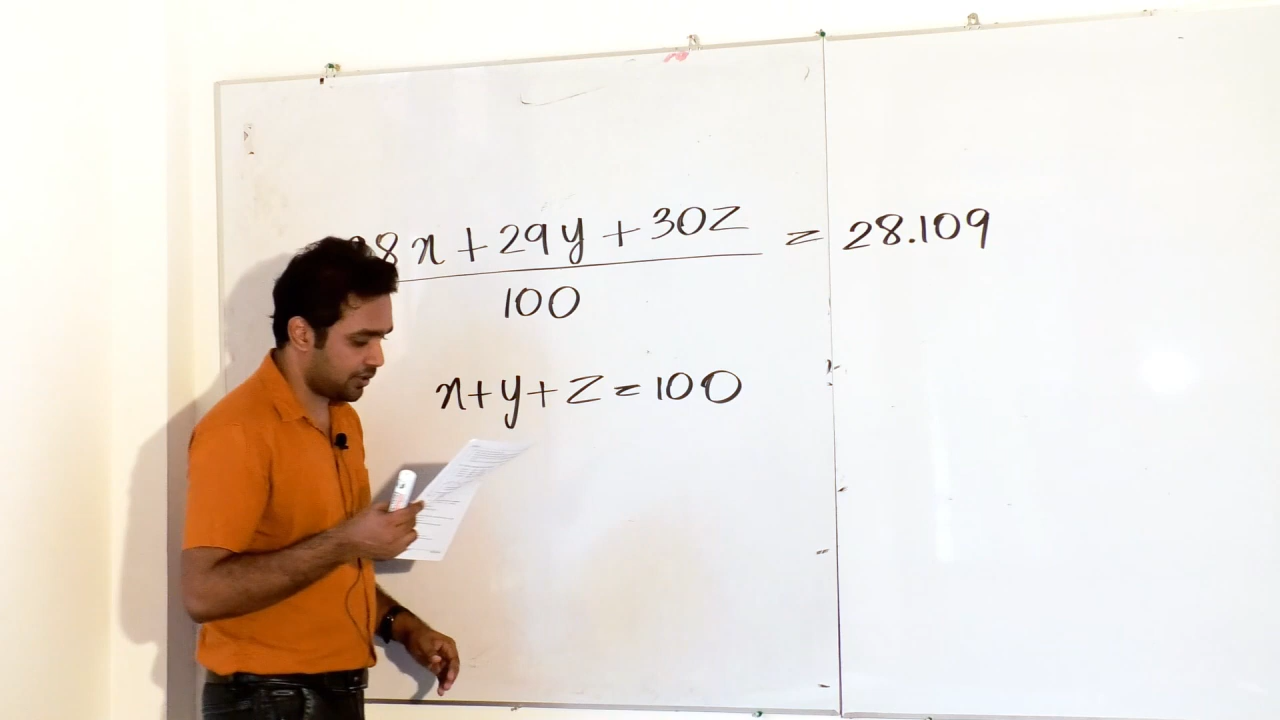 28x + 29y + 30z = 28.109
100
x + y + z = 100